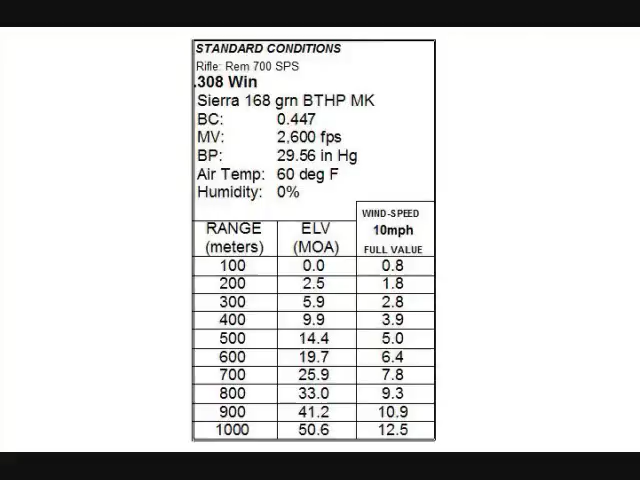 STANDARD CONDITIONS
Rifle: Rem 700 SPS
.308 Win
Sierra 168 grn BTHP MK
BC: 0.447
MV: 2,600 fps
BP: 29.56 in Hg
Air Temp: 60 deg F
Humidity: 0%
WIND-SPEED
RANGE ELV 10mph
(meters) (MOA) FULL VALUE
100 0.0 0.8
200 2.5 1.8
300 5.9 2.8
400 9.9 3.9
500 14.4 5.0
600 19.7 6.4
700 25.9 7.8
800 33.0 9.3
900 41.2 10.9
1000 50.6 12.5